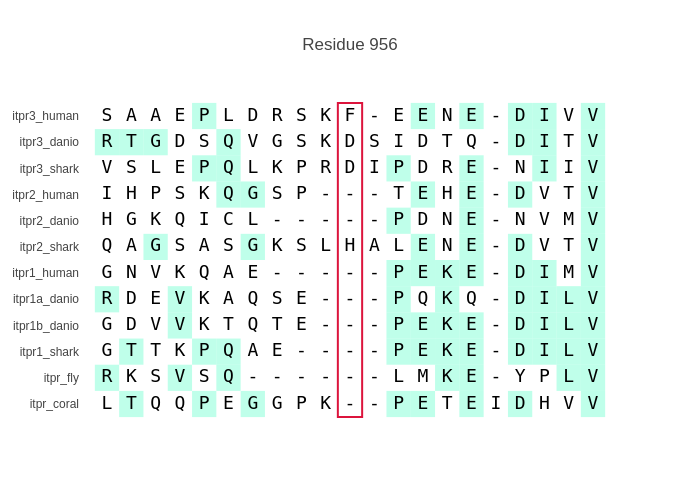 Residue 956
itpr3_human S A A E P L D R S K F - E E N E - D I V V
itpr3_danio R T G D S Q V G S K D S I D T Q - D I T V
itpr3_shark V S L E P Q L K P R D I P D R E - N I I V
itpr2_human I H P S K Q G S P - - - T E H E - D V T V
itpr2_danio H G K Q I C L - - - - - P D N E - N V M V
itpr2_shark Q A G S A S G K S L H A L E N E - D V T V
itpr1_human G N V K Q A E - - - - - P E K E - D I M V
itpr1a_danio R D E V K A Q S E - - - P Q K Q - D I L V
itpr1b_danio G D V V K T Q T E - - - P E K E - D I L V
itpr1_shark G T T K P Q A E - - - - P E K E - D I L V
itpr_fly R K S V S Q - - - - - - L M K E - Y P L V
itpr_coral L T Q Q P E G G P K - - P E T E I D H V V